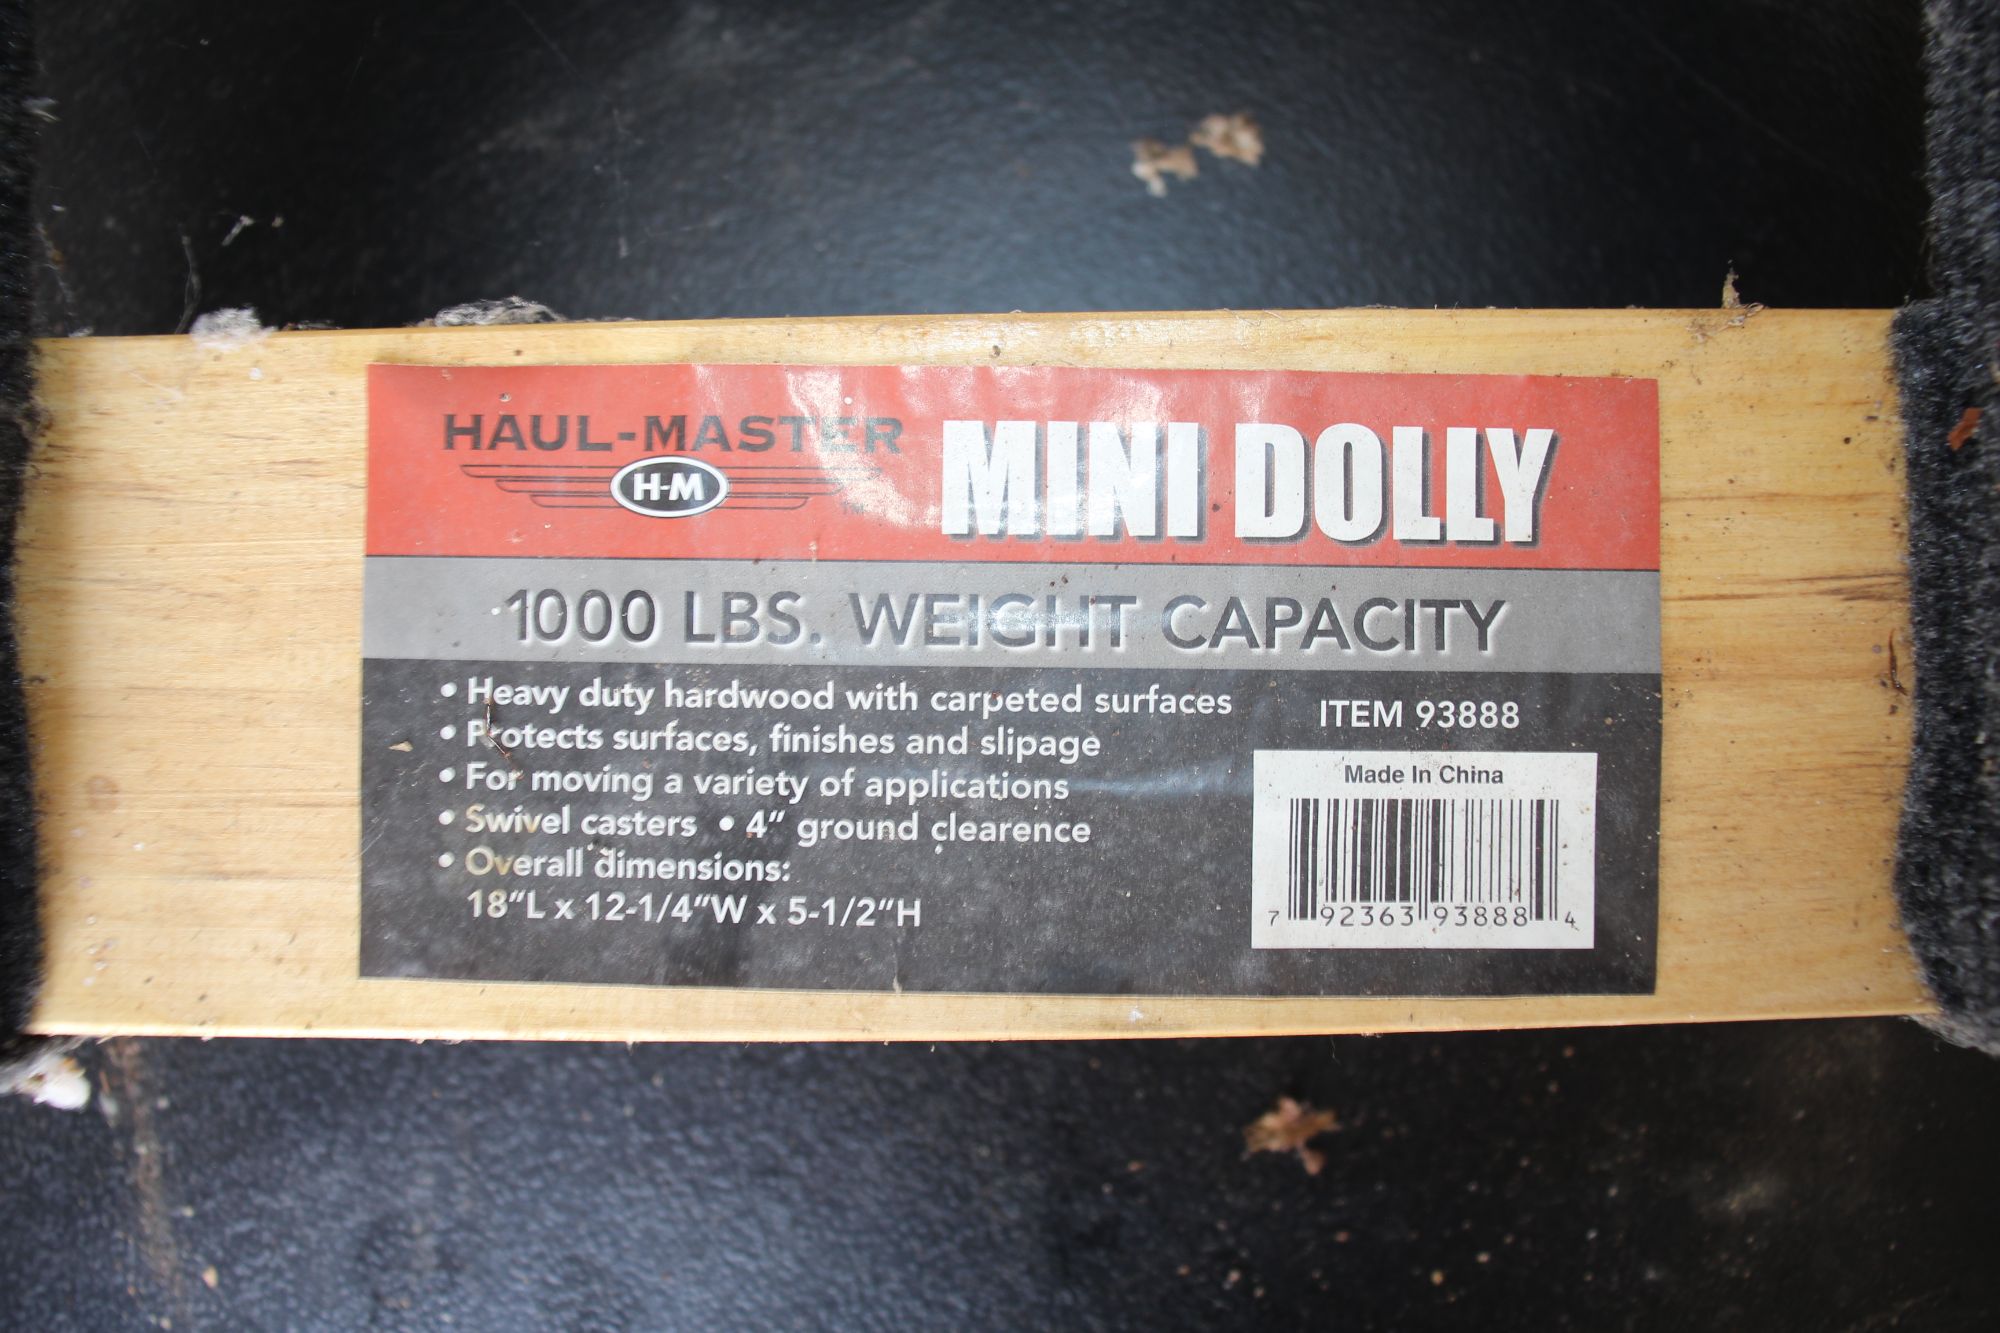 HAUL-MASTER
H-M
TM
MINI DOLLY
1000 LBS. WEIGHT CAPACITY
• Heavy duty hardwood with carpeted surfaces
• Protects surfaces, finishes and slipage
• For moving a variety of applications
• Swivel casters • 4" ground clearence
• Overall dimensions:
18"L x 12-1/4"W x 5-1/2"H
ITEM 93888
Made In China
7 92363 93888 4